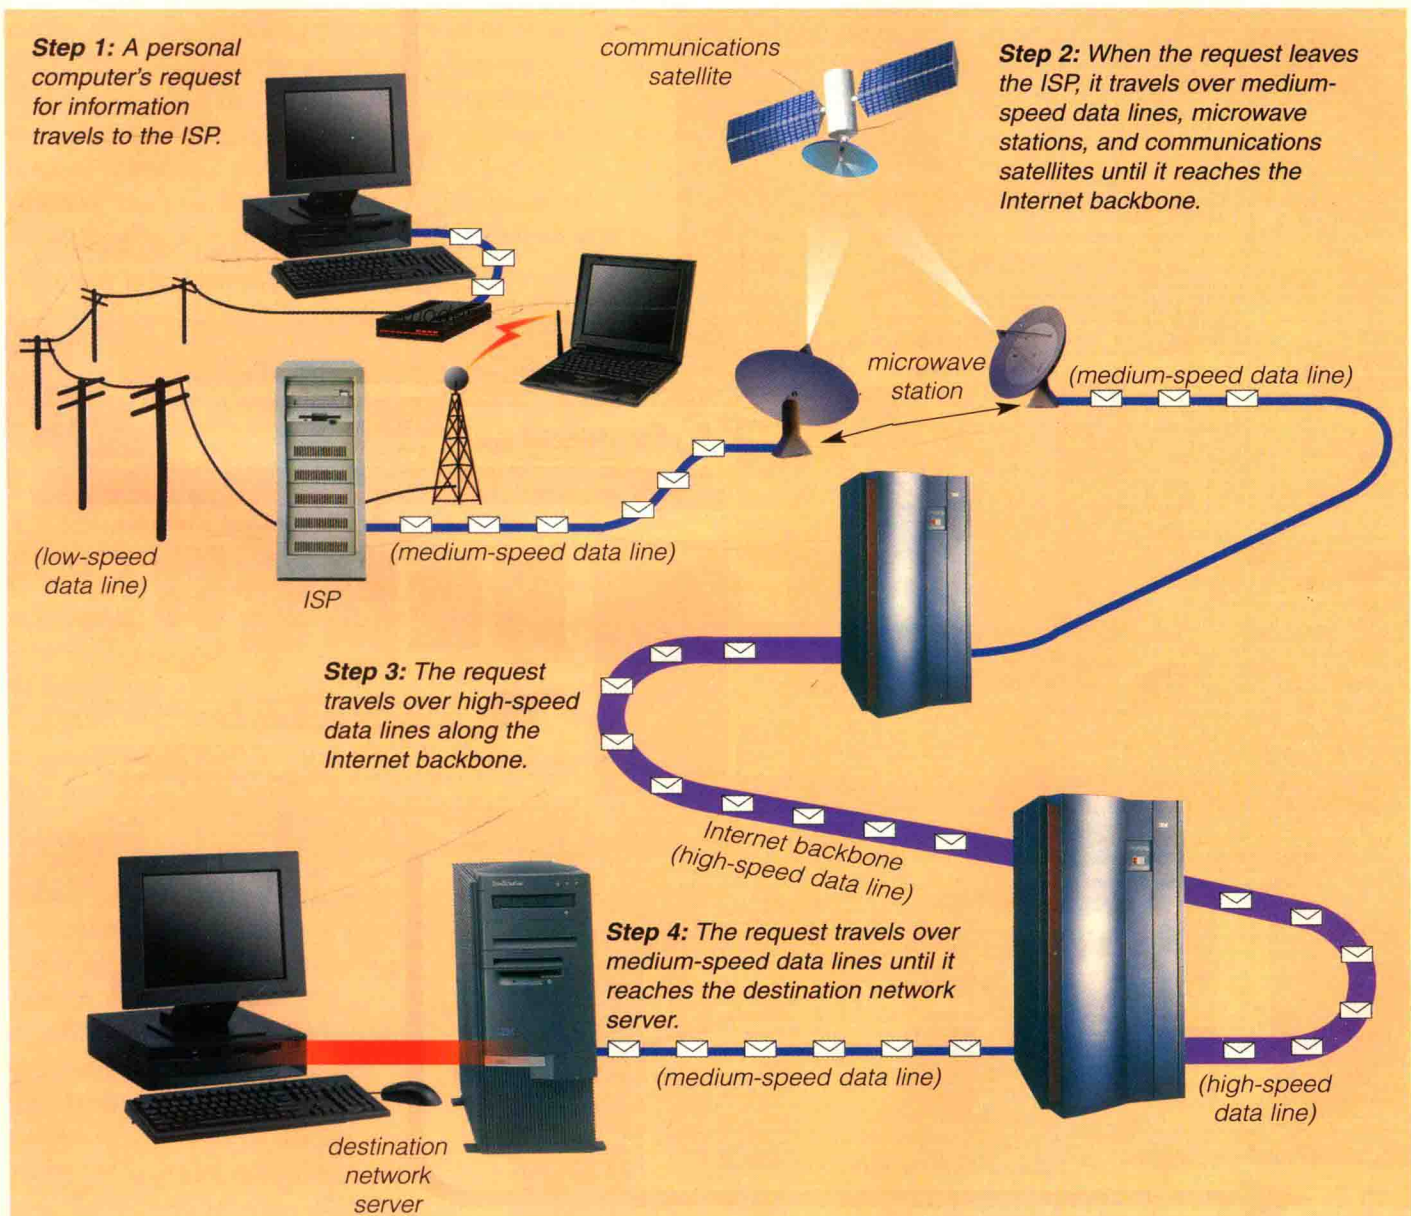 Step 1: A personal
computer's request
for information
travels to the ISP.
communications
satellite
Step 2: When the request leaves
the ISP, it travels over medium-
speed data lines, microwave
stations, and communications
satellites until it reaches the
Internet backbone.
modem
microwave
station
(medium-speed data line)
(low-speed
data line)
ISP
(medium-speed data line)
Step 3: The request
travels over high-speed
data lines along the
Internet backbone.
Internet backbone
(high-speed data line)
Step 4: The request travels over
medium-speed data lines until it
reaches the destination network
server.
(medium-speed data line)
(high-speed
data line)
destination
network
server